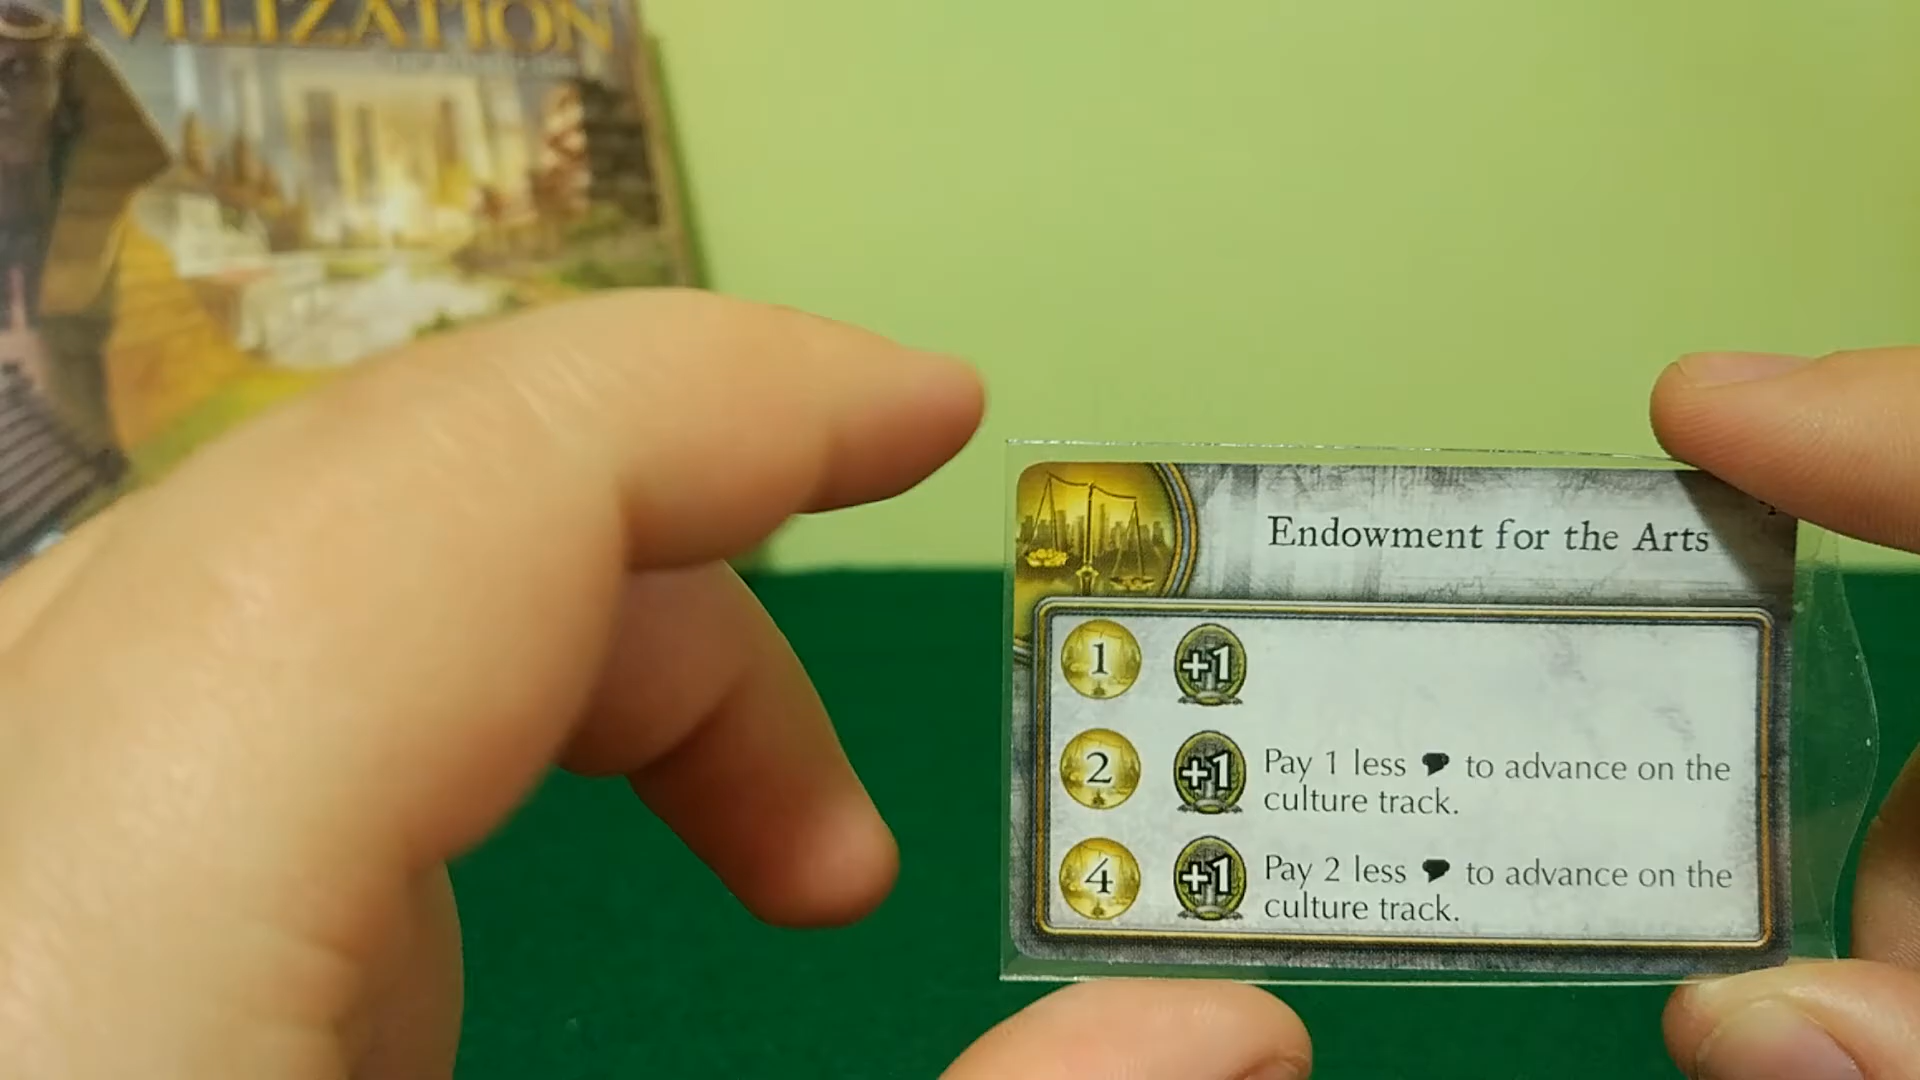 CIVILIZATION
Endowment for the Arts
1 +1
2 +1 Pay 1 less to advance on the
culture track.
4 +1 Pay 2 less to advance on the
culture track.